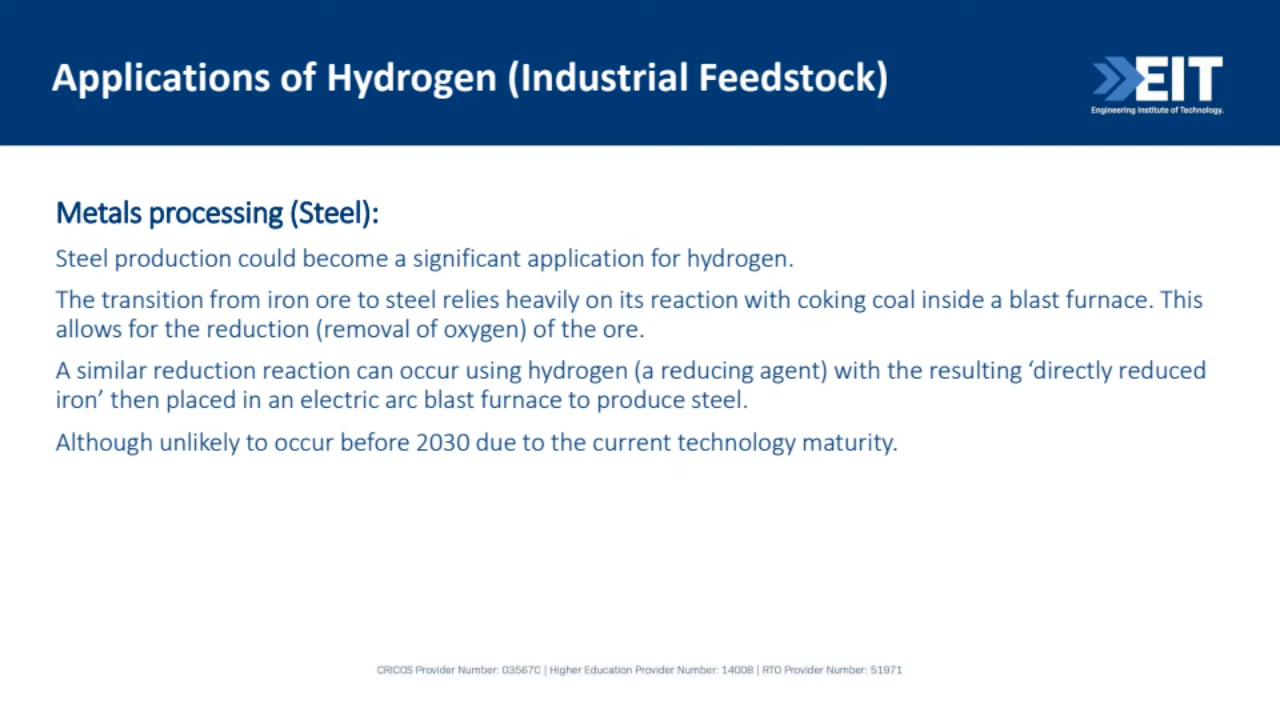 Applications of Hydrogen (Industrial Feedstock)
EIT
Engineering Institute of Technology.
Metals processing (Steel):
Steel production could become a significant application for hydrogen.
The transition from iron ore to steel relies heavily on its reaction with coking coal inside a blast furnace. This
allows for the reduction (removal of oxygen) of the ore.
A similar reduction reaction can occur using hydrogen (a reducing agent) with the resulting ‘directly reduced
iron’ then placed in an electric arc blast furnace to produce steel.
Although unlikely to occur before 2030 due to the current technology maturity.
CRICOS Provider Number: 03567C | Higher Education Provider Number: 14008 | RTO Provider Number: 51971